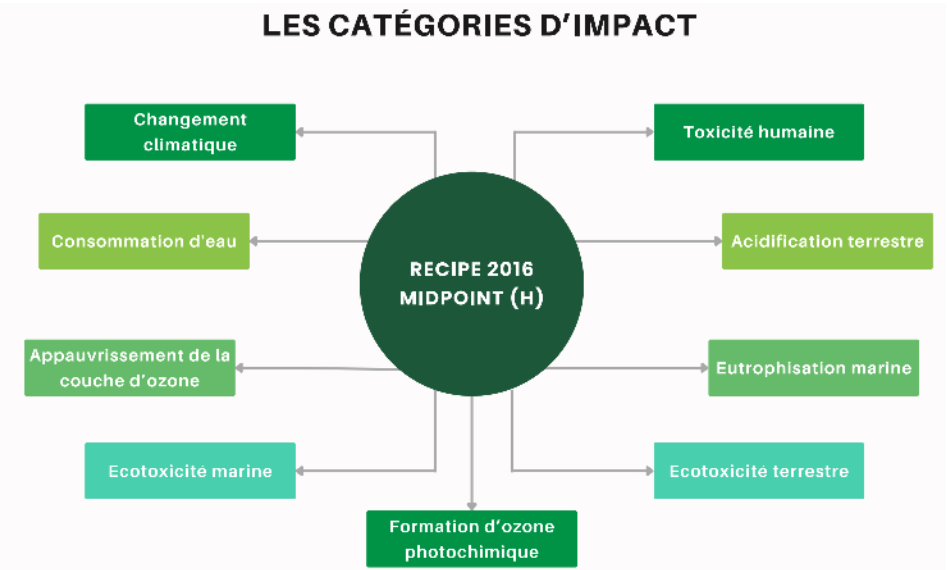 LES CATÉGORIES D'IMPACT
Changement
climatique
Toxicité humaine
Consommation d'eau
Acidification terrestre
RECIPE 2016
MIDPOINT (H)
Appauvrissement de la
couche d'ozone
Eutrophisation marine
Ecotoxicité marine
Ecotoxicité terrestre
Formation d'ozone
photochimique